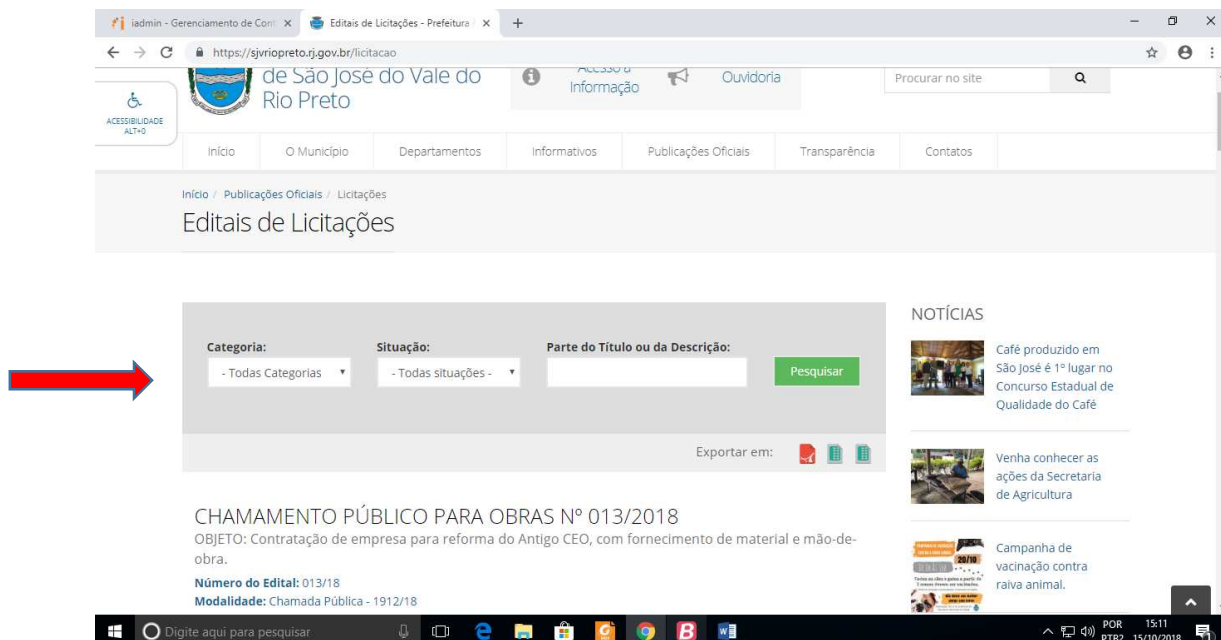 iadmin - Gerenciamento de Cont
Editais de Licitações - Prefeitura
https://sjvriopreto.rj.gov.br/licitacao
de São José do Vale do
Rio Preto
Acesso à
Informação
Ouvidoria
Procurar no site
ACESSIBILIDADE
ALT+0
Início O Município Departamentos Informativos Publicações Oficiais Transparência Contatos
Início / Publicações Oficiais / Licitações
Editais de Licitações
Categoria: Situação: Parte do Título ou da Descrição:
- Todas Categorias - Todas situações - Pesquisar
Exportar em:
CHAMAMENTO PÚBLICO PARA OBRAS Nº 013/2018
OBJETO: Contratação de empresa para reforma do Antigo CEO, com fornecimento de material e mão-de-
obra.
Número do Edital: 013/18
Modalidade: Chamada Pública - 1912/18
NOTÍCIAS
Café produzido em
São José é 1º lugar no
Concurso Estadual de
Qualidade do Café
Venha conhecer as
ações da Secretaria
de Agricultura
20/10
Campanha de
vacinação contra
raiva animal.
Digite aqui para pesquisar
POR 15:11
PTB2 15/10/2018